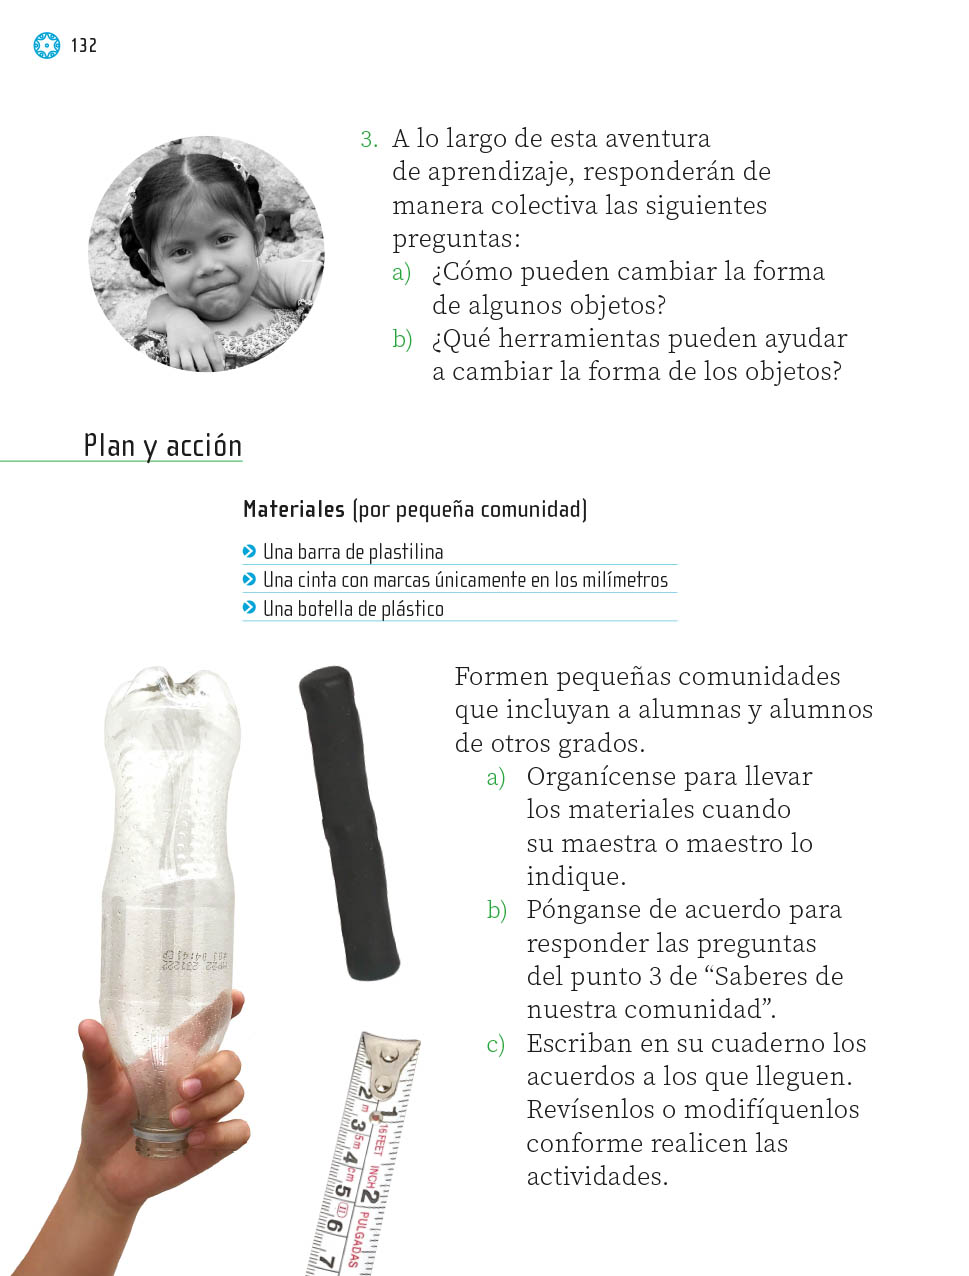 132
3. A lo largo de esta aventura
de aprendizaje, responderán de
manera colectiva las siguientes
preguntas:
a) ¿Cómo pueden cambiar la forma
de algunos objetos?
b) ¿Qué herramientas pueden ayudar
a cambiar la forma de los objetos?
Plan y acción
Materiales (por pequeña comunidad)
Una barra de plastilina
Una cinta con marcas únicamente en los milímetros
Una botella de plástico
Formen pequeñas comunidades
que incluyan a alumnas y alumnos
de otros grados.
a) Organícense para llevar
los materiales cuando
su maestra o maestro lo
indique.
b) Pónganse de acuerdo para
responder las preguntas
del punto 3 de “Saberes de
nuestra comunidad”.
c) Escriban en su cuaderno los
acuerdos a los que lleguen.
Revísenlos o modifíquenlos
conforme realicen las
actividades.
2 m 3 5m 4 cm 5 II 6 7
1 16FEET INCH 2 PULGADAS